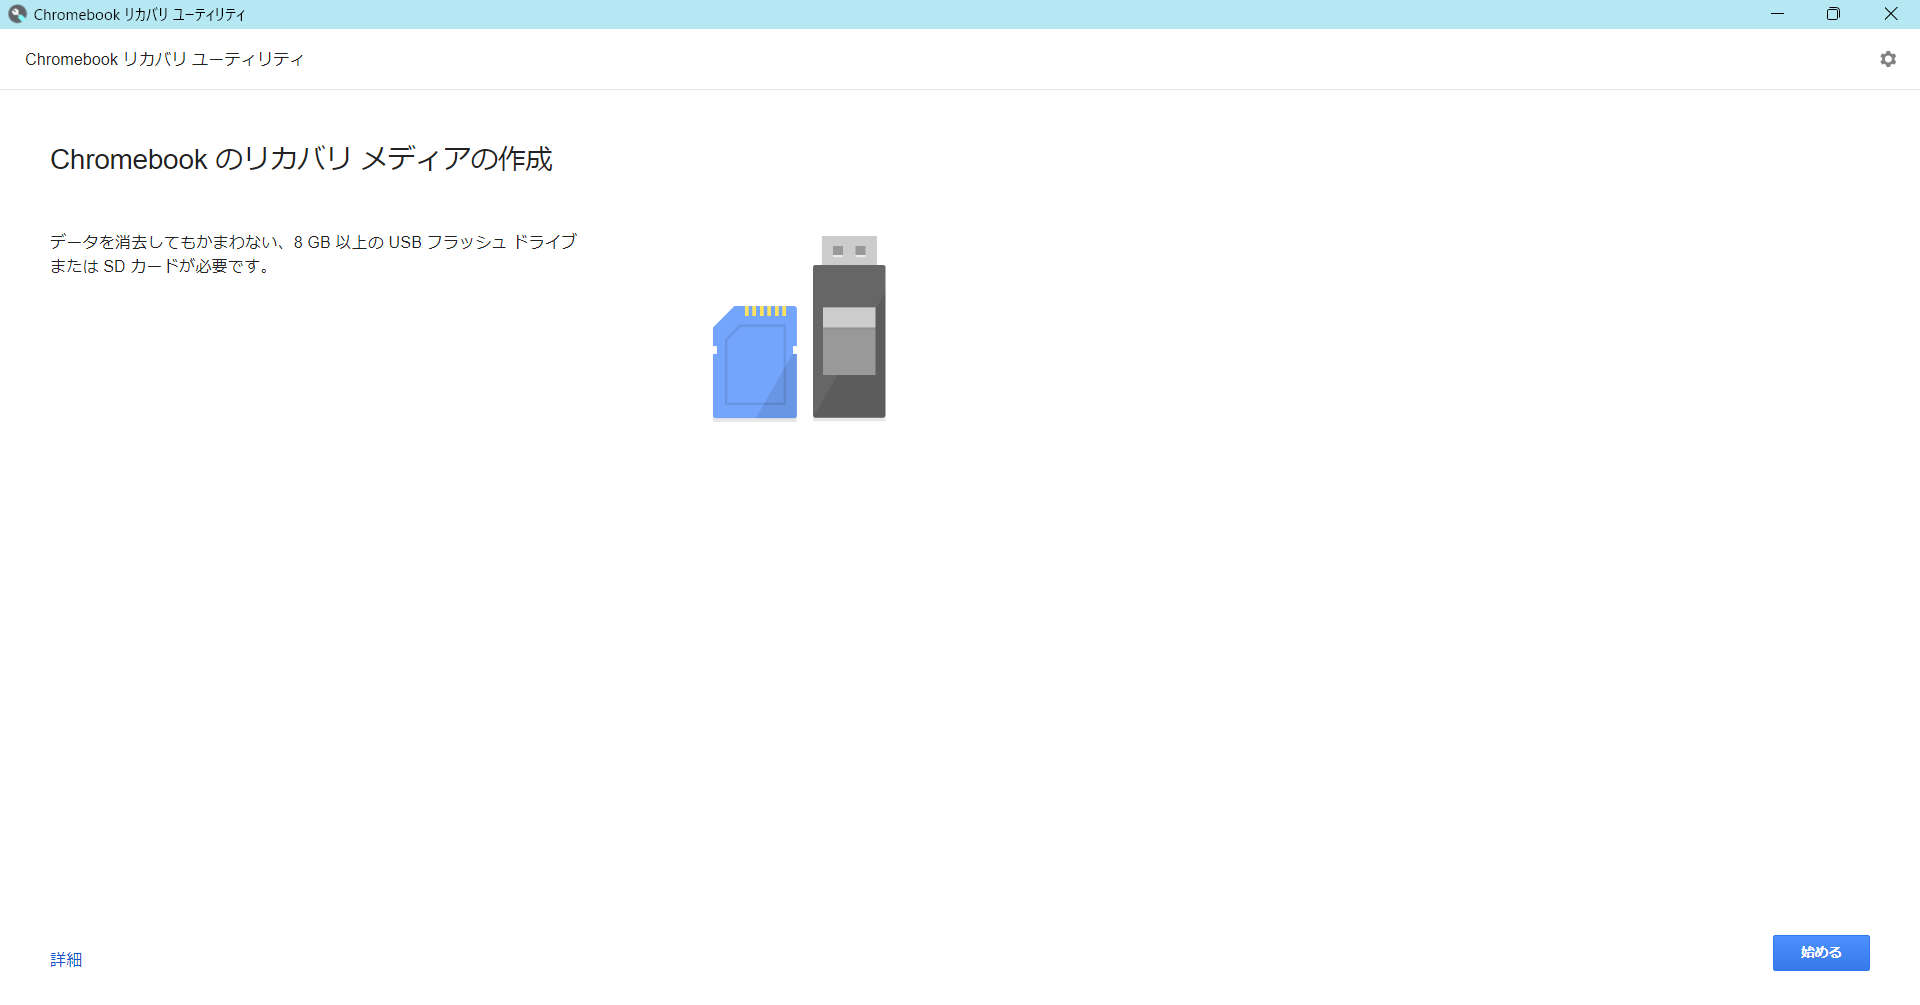 Chromebook リカバリ ユーティリティ
Chromebook リカバリ ユーティリティ
Chromebook のリカバリ メディアの作成
データを消去してもかまわない、8 GB 以上の USB フラッシュ ドライブ
または SD カードが必要です。
詳細
始める